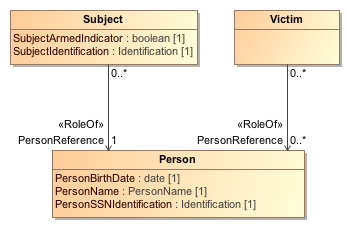 Subject
SubjectArmedIndicator : boolean [1]
SubjectIdentification : Identification [1]
Victim
0..*
0..*
«RoleOf»
«RoleOf»
PersonReference
1
PersonReference
0..*
Person
PersonBirthDate : date [1]
PersonName : PersonName [1]
PersonSSNIdentification : Identification [1]